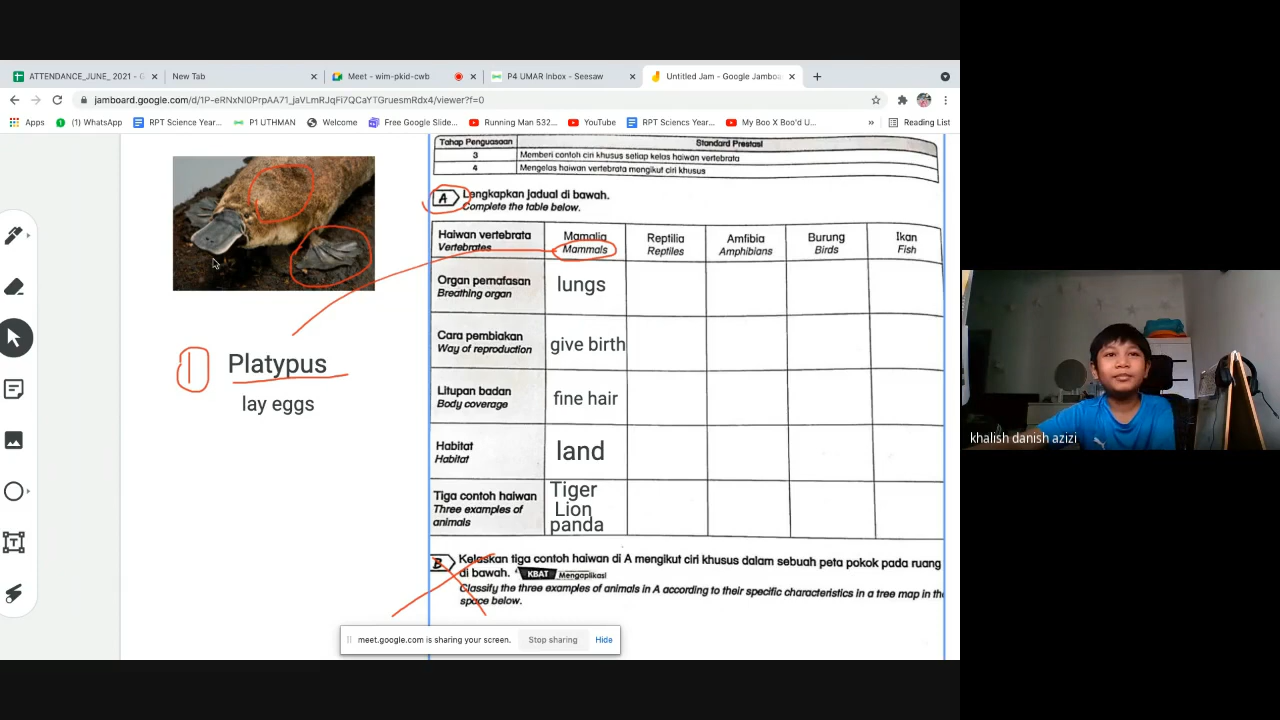 ATTENDANCE_JUNE_ 2021 - G
New Tab
Meet - wim-pkid-cwb
P4 UMAR Inbox - Seesaw
Untitled Jam - Google Jamboa
jamboard.google.com/d/1P-eRNxNl0PrpAA71_jaVLmRJqFi7QCaYTGruesmRdx4/viewer?f=0
Apps
(1) WhatsApp
RPT Science Year...
P1 UTHMAN
Welcome
Free Google Slide...
Running Man 532...
YouTube
RPT Sciencs Year...
My Boo X Boo'd U...
»
Reading List
Tahap Penguasaan
Standard Prestasi
3
Memberi contoh ciri khusus setiap kelas haiwan vertebrata
4
Mengelas haiwan vertebrata mengikut ciri khusus
A
Lengkapkan jadual di bawah.
Complete the table below.
Haiwan vertebrata
Vertebrates
Mamalia
Mammals
Reptilia
Reptiles
Amfibia
Amphibians
Burung
Birds
Ikan
Fish
Organ pernafasan
Breathing organ
lungs
Cara pembiakan
Way of reproduction
give birth
Litupan badan
Body coverage
fine hair
Habitat
Habitat
land
Tiga contoh haiwan
Three examples of
animals
Tiger
Lion
panda
1
Platypus
lay eggs
B
Kelaskan tiga contoh haiwan di A mengikut ciri khusus dalam sebuah peta pokok pada ruang
di bawah. KBAT Mengaplikasi
Classify the three examples of animals in A according to their specific characteristics in a tree map in the
space below.
meet.google.com is sharing your screen.
Stop sharing
Hide
khalish danish azizi